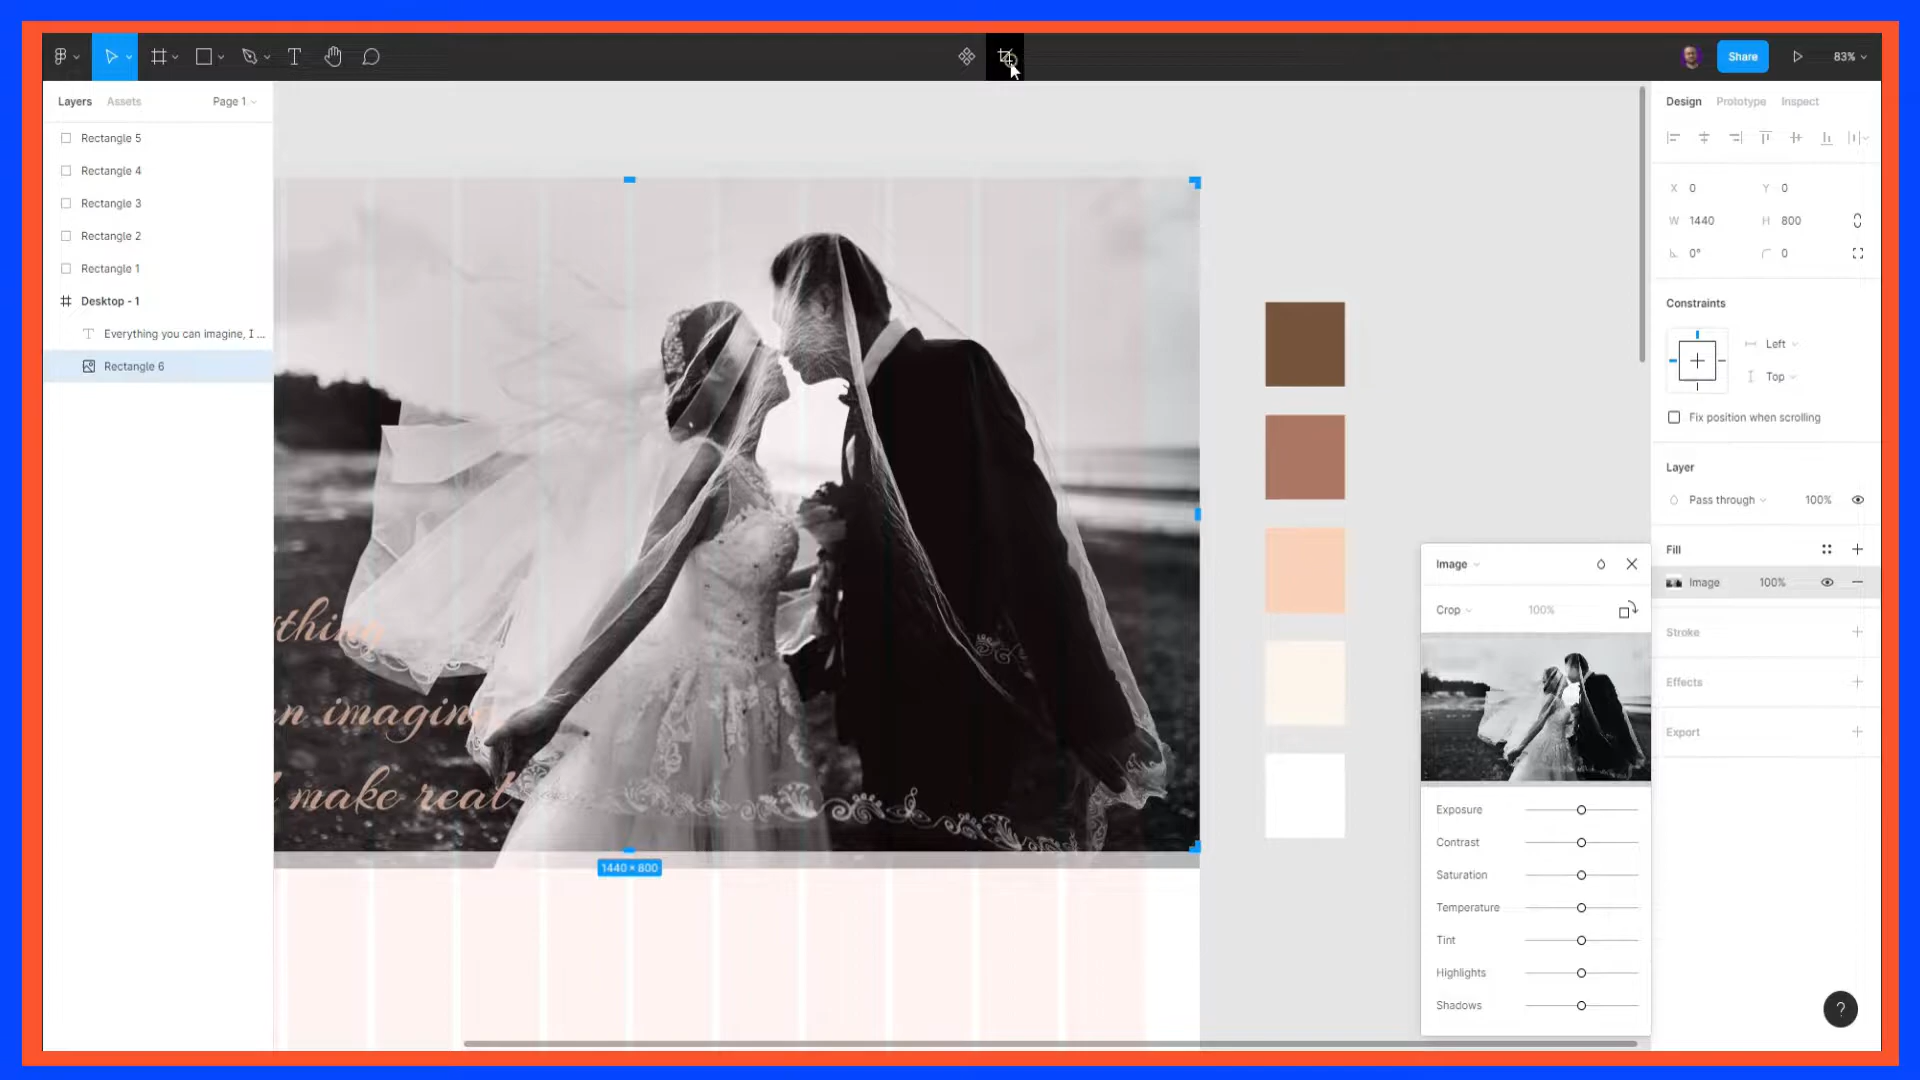 Share
83%
Layers
Assets
Page 1
Rectangle 5
Rectangle 4
Rectangle 3
Rectangle 2
Rectangle 1
Desktop - 1
Everything you can imagine, I ...
Rectangle 6
thing
n imagine
I make real
1440 × 800
Design
Prototype
Inspect
X 0
Y 0
W 1440
H 800
0°
0
Constraints
Left
Top
Fix position when scrolling
Layer
Pass through
100%
Fill
Image
100%
Stroke
Effects
Export
Image
Crop
100%
Exposure
Contrast
Saturation
Temperature
Tint
Highlights
Shadows
?